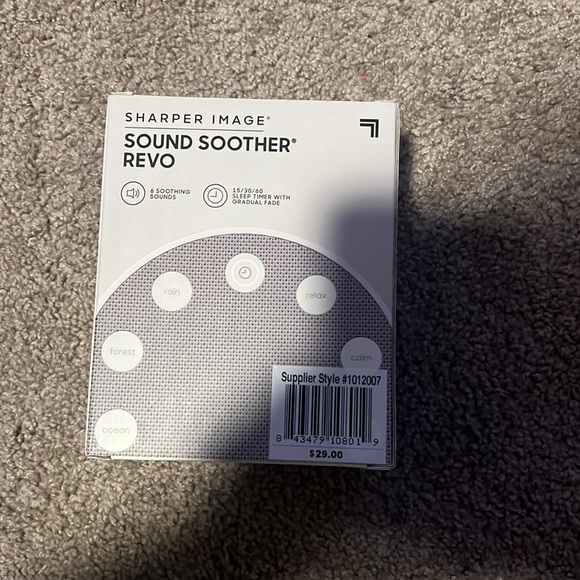 SHARPER IMAGE®
SOUND SOOTHER®
REVO
6 SOOTHING
SOUNDS
15/30/60
SLEEP TIMER WITH
GRADUAL FADE
rain
relax
forest
calm
ocean
Supplier Style #1012007
8 43479 10801 9
$29.00